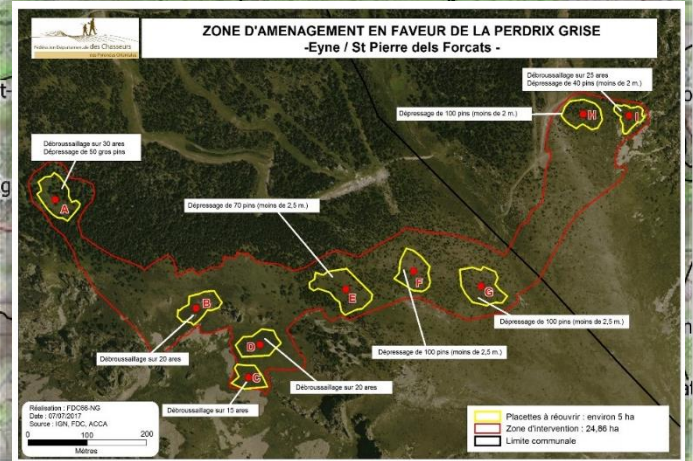 Fédération Départementale des Chasseurs
des Pyrénées Orientales
ZONE D'AMENAGEMENT EN FAVEUR DE LA PERDRIX GRISE
-Eyne / St Pierre dels Forcats -
Débroussaillage sur 25 ares
Dépressage de 40 pins (moins de 2 m.)
Dépressage de 100 pins (moins de 2 m.)
H
I
Débroussaillage sur 30 ares
Dépressage de 50 gros pins
A
Dépressage de 70 pins (moins de 2,5 m.)
B
E
F
G
Dépressage de 100 pins (moins de 2,5 m.)
D
Dépressage de 100 pins (moins de 2,5 m.)
Débroussaillage sur 20 ares
C
Débroussaillage sur 20 ares
Débroussaillage sur 15 ares
Réalisation : FDC66-NG
Date : 07/07/2017
Source : IGN, FDC, ACCA
0 100 200
Mètres
Placettes à réouvrir : environ 5 ha
Zone d'intervention : 24,86 ha
Limite communale